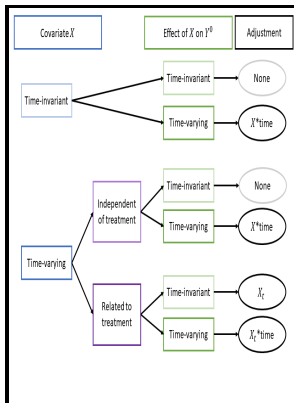 Covariate X
Effect of X on Y⁰
Adjustment
Time-invariant
Time-invariant
None
Time-varying
X*time
Time-varying
Independent
of treatment
Time-invariant
None
Time-varying
X*time
Related to
treatment
Time-invariant
Xₜ
Time-varying
Xₜ*time